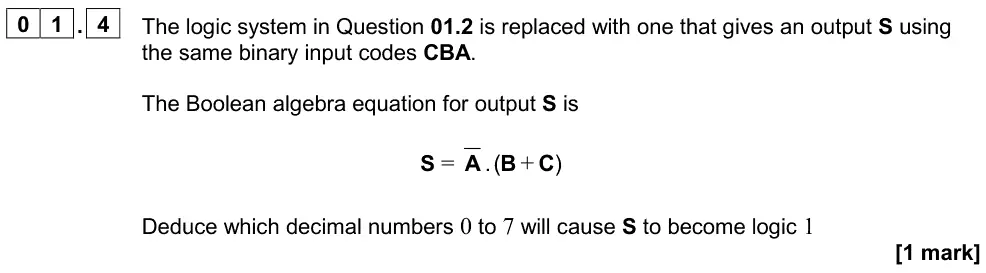 0 1 . 4 The logic system in Question 01.2 is replaced with one that gives an output S using
the same binary input codes CBA.
The Boolean algebra equation for output S is
S = A̅ . (B + C)
Deduce which decimal numbers 0 to 7 will cause S to become logic 1
[1 mark]